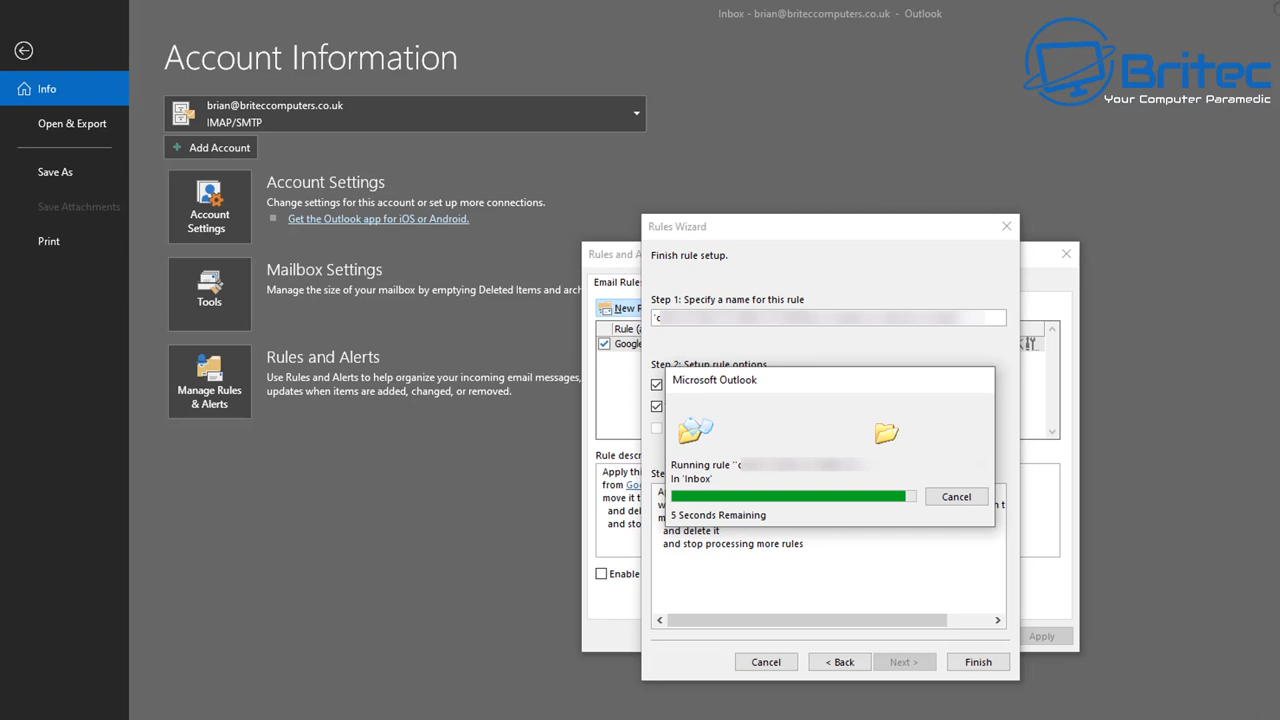 Inbox - brian@briteccomputers.co.uk - Outlook
Britec
Your Computer Paramedic
Account Information
Info
Open & Export
Save As
Save Attachments
Print
brian@briteccomputers.co.uk
IMAP/SMTP
Add Account
Account Settings
Account Settings
Change settings for this account or set up more connections.
Get the Outlook app for iOS or Android.
Tools
Mailbox Settings
Manage the size of your mailbox by emptying Deleted Items and
Manage Rules & Alerts
Rules and Alerts
Use Rules and Alerts to help organize your incoming email messages,
updates when items are added, changed, or removed.
Rules and A
Email Rule
New
Rule (
Google
Rule desc
Apply thi
from
move it t
and del
and sto
Enable
Apply
Rules Wizard
Finish rule setup.
Step 1: Specify a name for this rule
Step 2: Setup rule options
and delete it
and stop processing more rules
Cancel
< Back
Next >
Finish
Microsoft Outlook
Running rule
In 'Inbox'
Cancel
5 Seconds Remaining